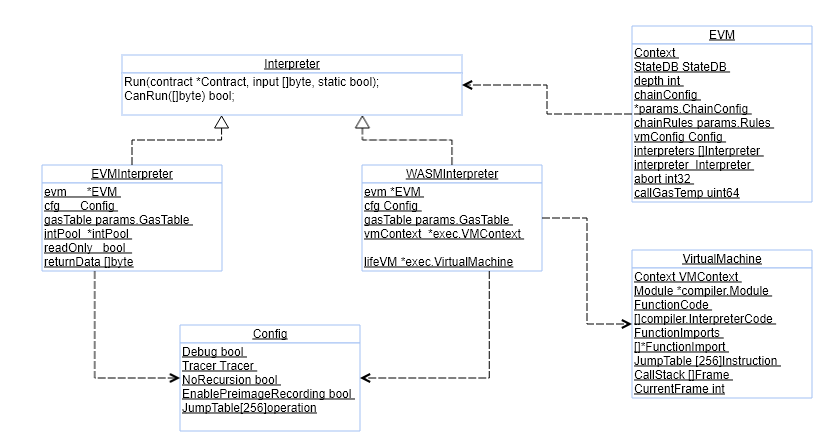 Interpreter
Run(contract *Contract, input []byte, static bool);
CanRun([]byte) bool;
EVM
Context
StateDB StateDB
depth int
chainConfig
*params.ChainConfig
chainRules params.Rules
vmConfig Config
interpreters []Interpreter
interpreter Interpreter
abort int32
callGasTemp uint64
EVMInterpreter
evm *EVM
cfg Config
gasTable params.GasTable
intPool *intPool
readOnly bool
returnData []byte
WASMInterpreter
evm *EVM
cfg Config
gasTable params.GasTable
vmContext *exec.VMContext
lifeVM *exec.VirtualMachine
VirtualMachine
Context VMContext
Module *compiler.Module
FunctionCode
[]compiler.InterpreterCode
FunctionImports
[]*FunctionImport
JumpTable [256]Instruction
CallStack []Frame
CurrentFrame int
Config
Debug bool
Tracer Tracer
NoRecursion bool
EnablePreimageRecording bool
JumpTable[256]operation